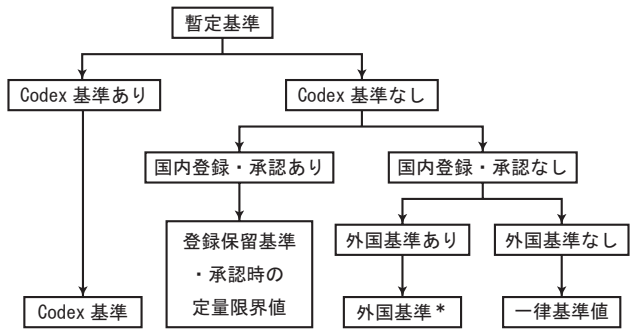 暫定基準
Codex 基準あり
Codex 基準なし
国内登録・承認あり
国内登録・承認なし
登録保留基準
・承認時の
定量限界値
外国基準あり
外国基準なし
Codex 基準
外国基準*
一律基準値